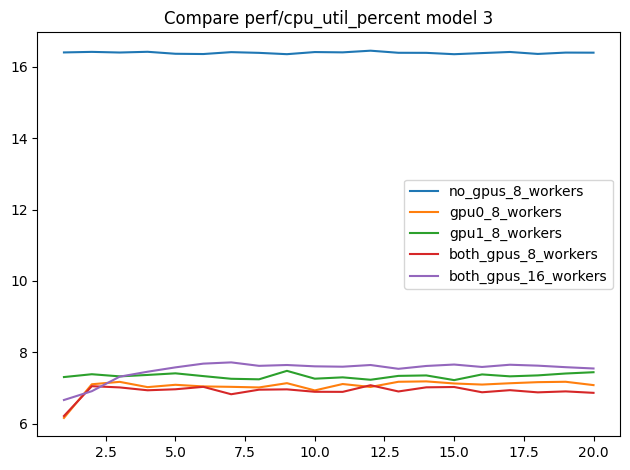 Compare perf/cpu_util_percent model 3
16
14
12
10
8
6
no_gpus_8_workers
gpu0_8_workers
gpu1_8_workers
both_gpus_8_workers
both_gpus_16_workers
2.5 5.0 7.5 10.0 12.5 15.0 17.5 20.0